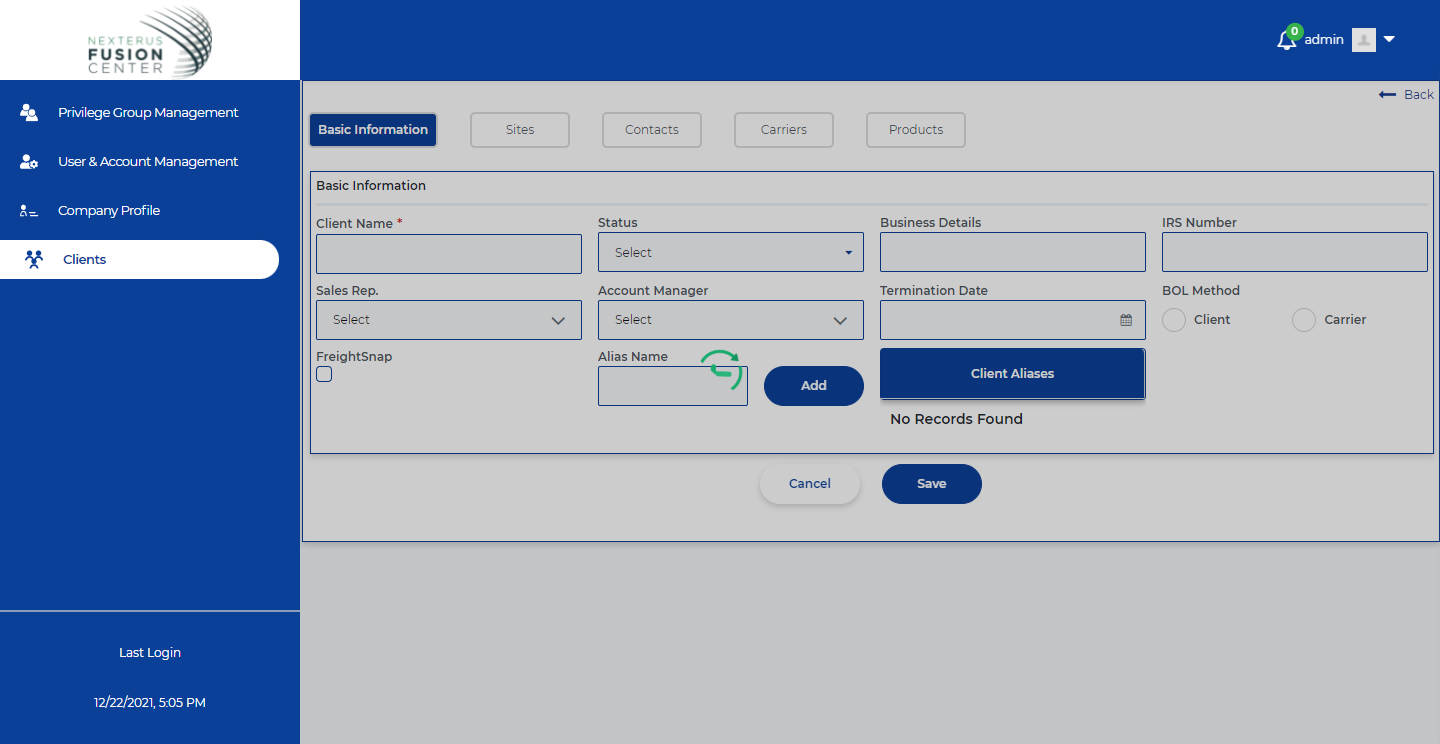 NEXTERUS
FUSION
CENTER
0
admin
Privilege Group Management
User & Account Management
Company Profile
Clients
Last Login
12/22/2021, 5:05 PM
Back
Basic Information
Sites
Contacts
Carriers
Products
Basic Information
Client Name *
Status
Select
Business Details
IRS Number
Sales Rep.
Select
Account Manager
Select
Termination Date
BOL Method
Client
Carrier
FreightSnap
Alias Name
Add
Client Aliases
No Records Found
Cancel
Save